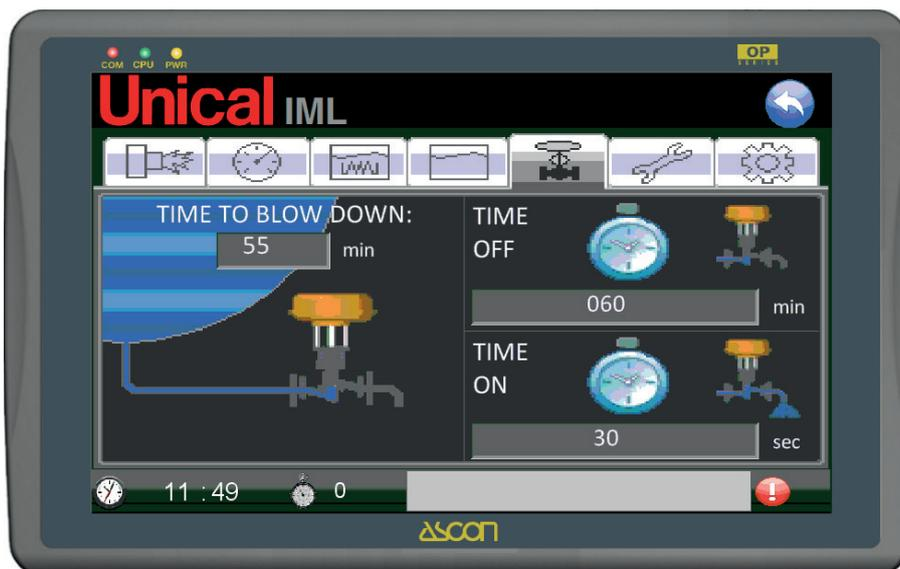 COM CPU PWR
OP
SERIES
Unical IML
TIME TO BLOW DOWN:
55 min
TIME
OFF
060 min
TIME
ON
30 sec
11 : 49 0
ascon